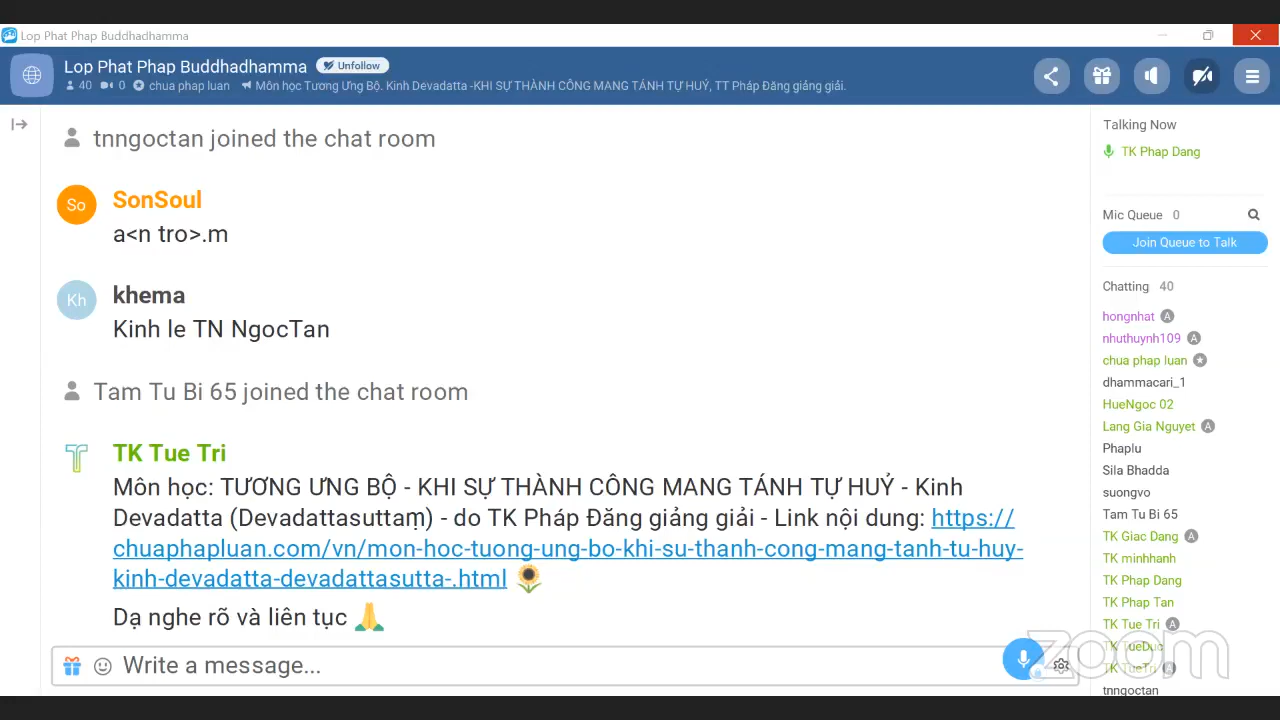 Lop Phat Phap Buddhadhamma
Lop Phat Phap Buddhadhamma Unfollow
40 0 chua phap luan Môn học Tương Ưng Bộ. Kinh Devadatta -KHI SỰ THÀNH CÔNG MANG TÁNH TỰ HUỶ, TT Pháp Đăng giảng giải.
tnngoctan joined the chat room
So
SonSoul
a<n tro>.m
Kh
khema
Kinh le TN NgocTan
Tam Tu Bi 65 joined the chat room
TK Tue Tri
Môn học: TƯƠNG ƯNG BỘ - KHI SỰ THÀNH CÔNG MANG TÁNH TỰ HUỶ - Kinh
Devadatta (Devadattasuttaṃ) - do TK Pháp Đăng giảng giải - Link nội dung: https://
chuaphapluan.com/vn/mon-hoc-tuong-ung-bo-khi-su-thanh-cong-mang-tanh-tu-huy-
kinh-devadatta-devadattasutta-.html 🌻
Dạ nghe rõ và liên tục 🙏
Write a message...
Talking Now
TK Phap Dang
Mic Queue 0
Join Queue to Talk
Chatting 40
hongnhat A
nhuthuynh109 A
chua phap luan
dhammacari_1
HueNgoc 02
Lang Gia Nguyet A
Phaplu
Sila Bhadda
suongvo
Tam Tu Bi 65
TK Giac Dang A
TK minhhanh
TK Phap Dang
TK Phap Tan
TK Tue Tri A
TK TueDuc
TK TueTri A
tnngoctan
zoom